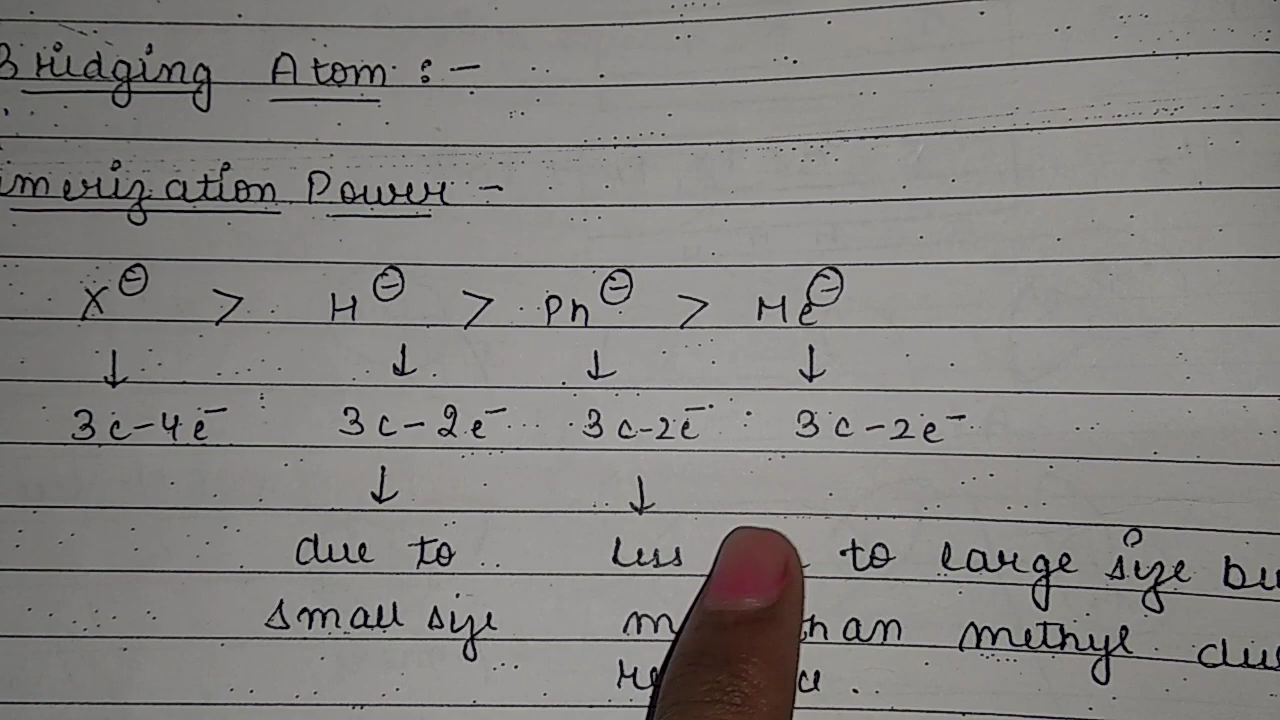 Bridging Atom :-
imerization Power -
X⊖ > H⊖ > Ph⊖ > Me⊖
↓ ↓ ↓ ↓
3c-4e⁻ 3c-2e⁻ 3c-2e⁻ 3c-2e⁻
↓ ↓
due to less to large size bu
small size methyl du